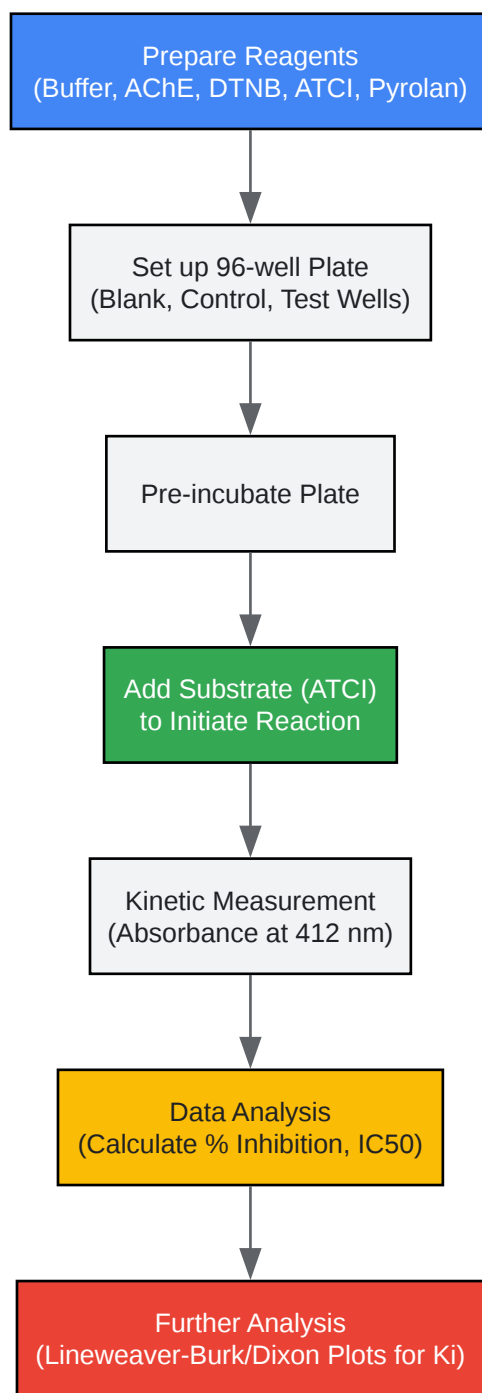 Prepare Reagents
(Buffer, AChE, DTNB, ATCI, Pyrolan)
Set up 96-well Plate
(Blank, Control, Test Wells)
Pre-incubate Plate
Add Substrate (ATCI)
to Initiate Reaction
Kinetic Measurement
(Absorbance at 412 nm)
Data Analysis
(Calculate % Inhibition, IC50)
Further Analysis
(Lineweaver-Burk/Dixon Plots for Ki)